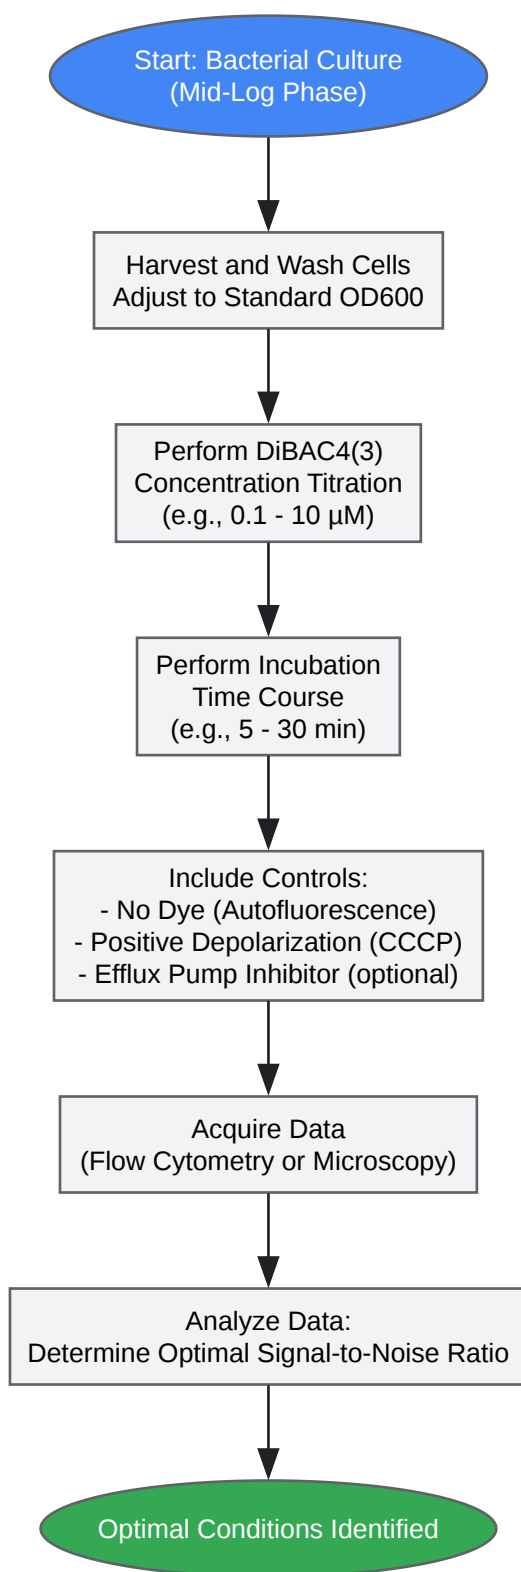 Start: Bacterial Culture
(Mid-Log Phase)
Harvest and Wash Cells
Adjust to Standard OD600
Perform DiBAC4(3)
Concentration Titration
(e.g., 0.1 - 10 µM)
Perform Incubation
Time Course
(e.g., 5 - 30 min)
Include Controls:
- No Dye (Autofluorescence)
- Positive Depolarization (CCCP)
- Efflux Pump Inhibitor (optional)
Acquire Data
(Flow Cytometry or Microscopy)
Analyze Data:
Determine Optimal Signal-to-Noise Ratio
Optimal Conditions Identified